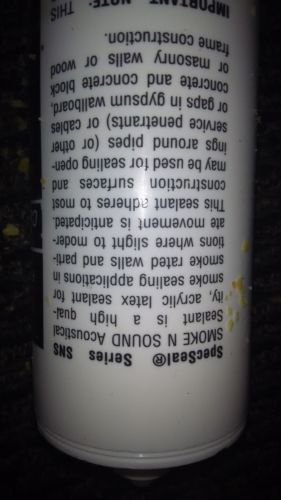 SpecSeal® Series SNS
SMOKE N SOUND Acoustical
Sealant is a high qual-
ity, acrylic latex sealant for
smoke sealing applications in
smoke rated walls and parti-
tions where slight to moder-
ate movement is anticipated.
This sealant adheres to most
construction surfaces and
may be used for sealing open-
ings around pipes (or other
service penetrants) or cables
or gaps in gypsum wallboard,
concrete and concrete block
or masonry walls or wood
frame construction.
IMPORTANT NOTE: THIS